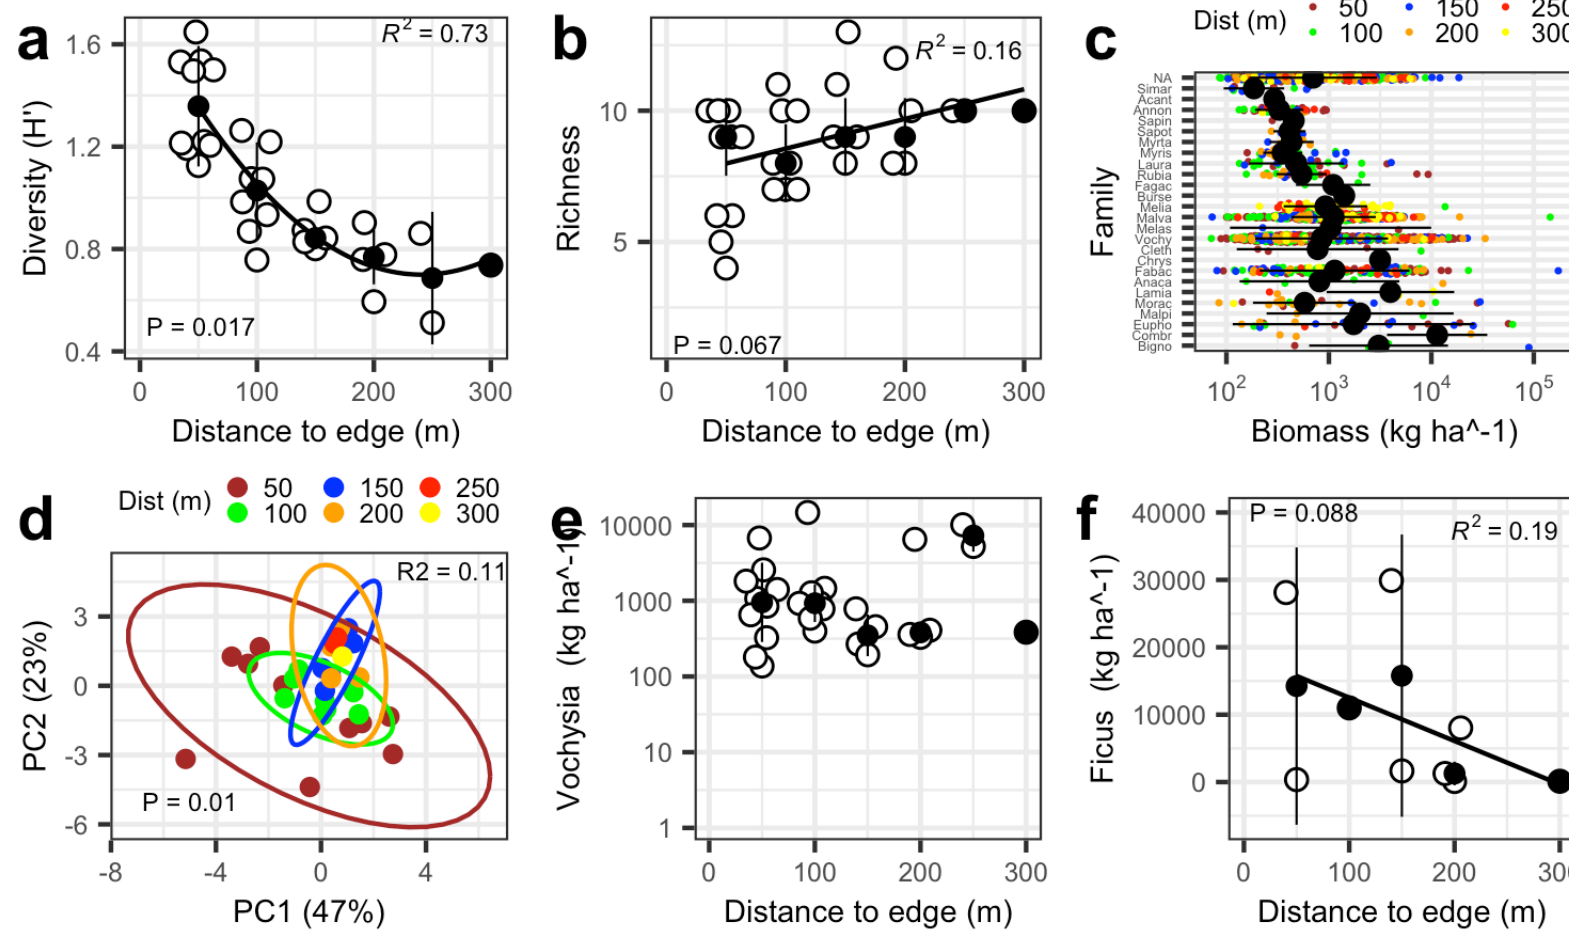 a
R² = 0.73
Diversity (H')
1.6
1.2
0.8
0.4
P = 0.017
0 100 200 300
Distance to edge (m)
b
R² = 0.16
Richness
10
5
P = 0.067
0 100 200 300
Distance to edge (m)
c
Dist (m) 50 150 250
100 200 300
Family
NA
Simar
Acant
Annon
Sapin
Sapot
Myrta
Myris
Laura
Rubia
Fagac
Burse
Melia
Malva
Melas
Vochy
Cleth
Chrys
Fabac
Anaca
Lamia
Morac
Malpi
Eupho
Combr
Bigno
10² 10³ 10⁴ 10⁵
Biomass (kg ha^-1)
d
Dist (m) 50 150 250
100 200 300
R2 = 0.11
PC2 (23%)
3
0
-3
-6
P = 0.01
-8 -4 0 4
PC1 (47%)
e
Vochysia (kg ha^-1)
10000
1000
100
10
1
0 100 200 300
Distance to edge (m)
f
P = 0.088
R² = 0.19
Ficus (kg ha^-1)
40000
30000
20000
10000
0
0 100 200 300
Distance to edge (m)